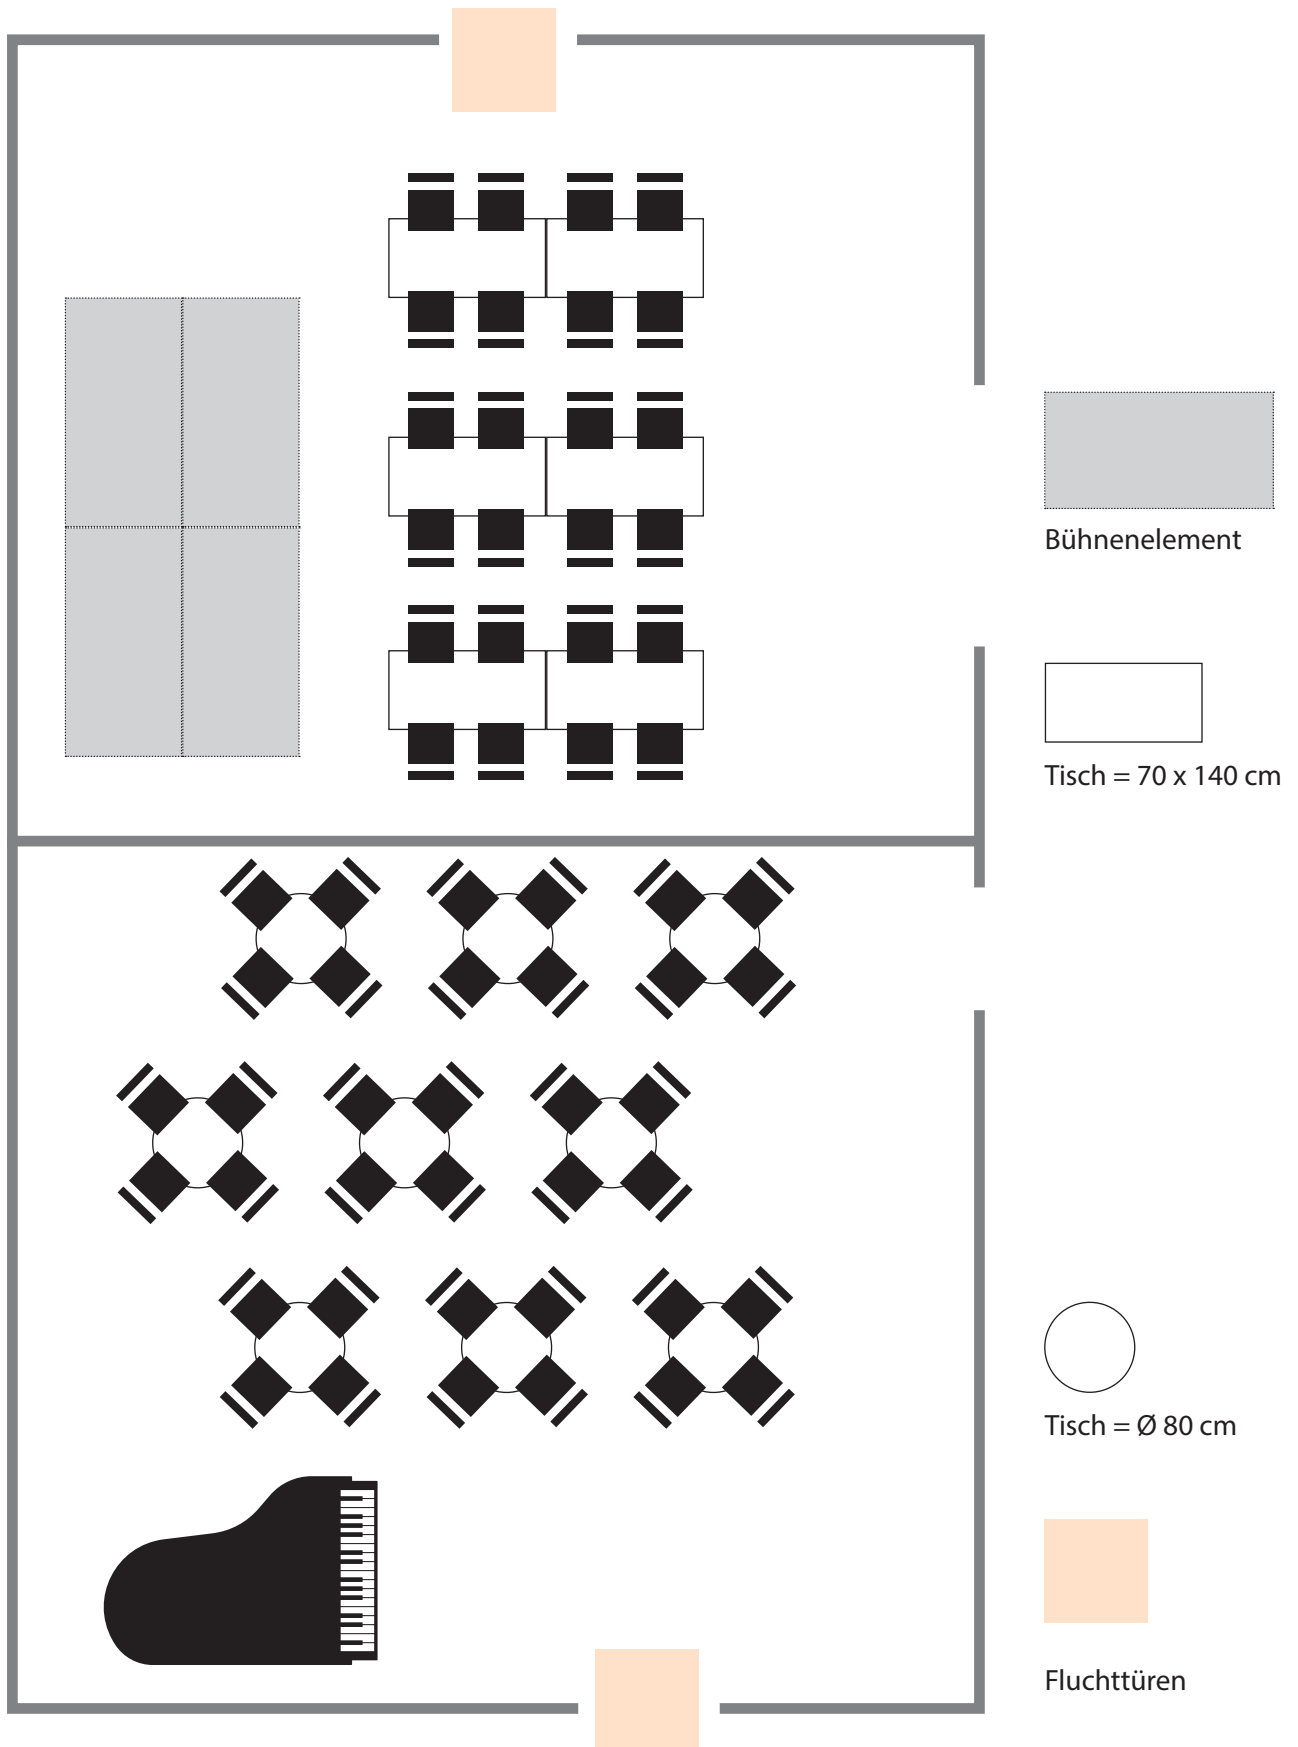 Bühnenelement
Tisch = 70 x 140 cm
Tisch = Ø 80 cm
Fluchttüren